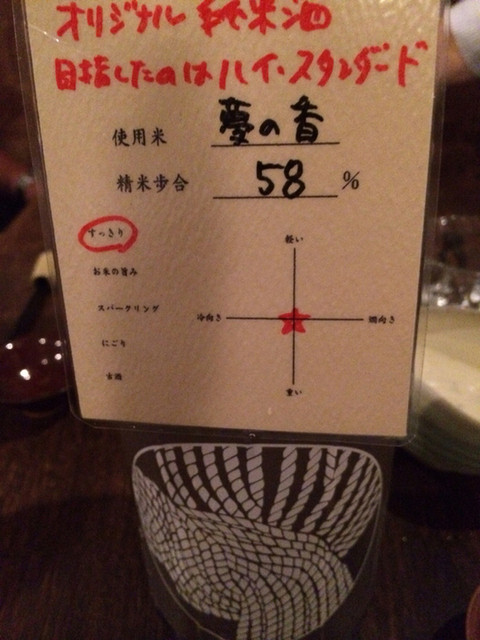 オリジナル純米酒
目指したのはハイ・スタンダード
使用米 夢の香
精米歩合 58 %
すっきり
お米の旨み
スパークリング
にごり
古酒
軽い
冷向き 燗向き
重い